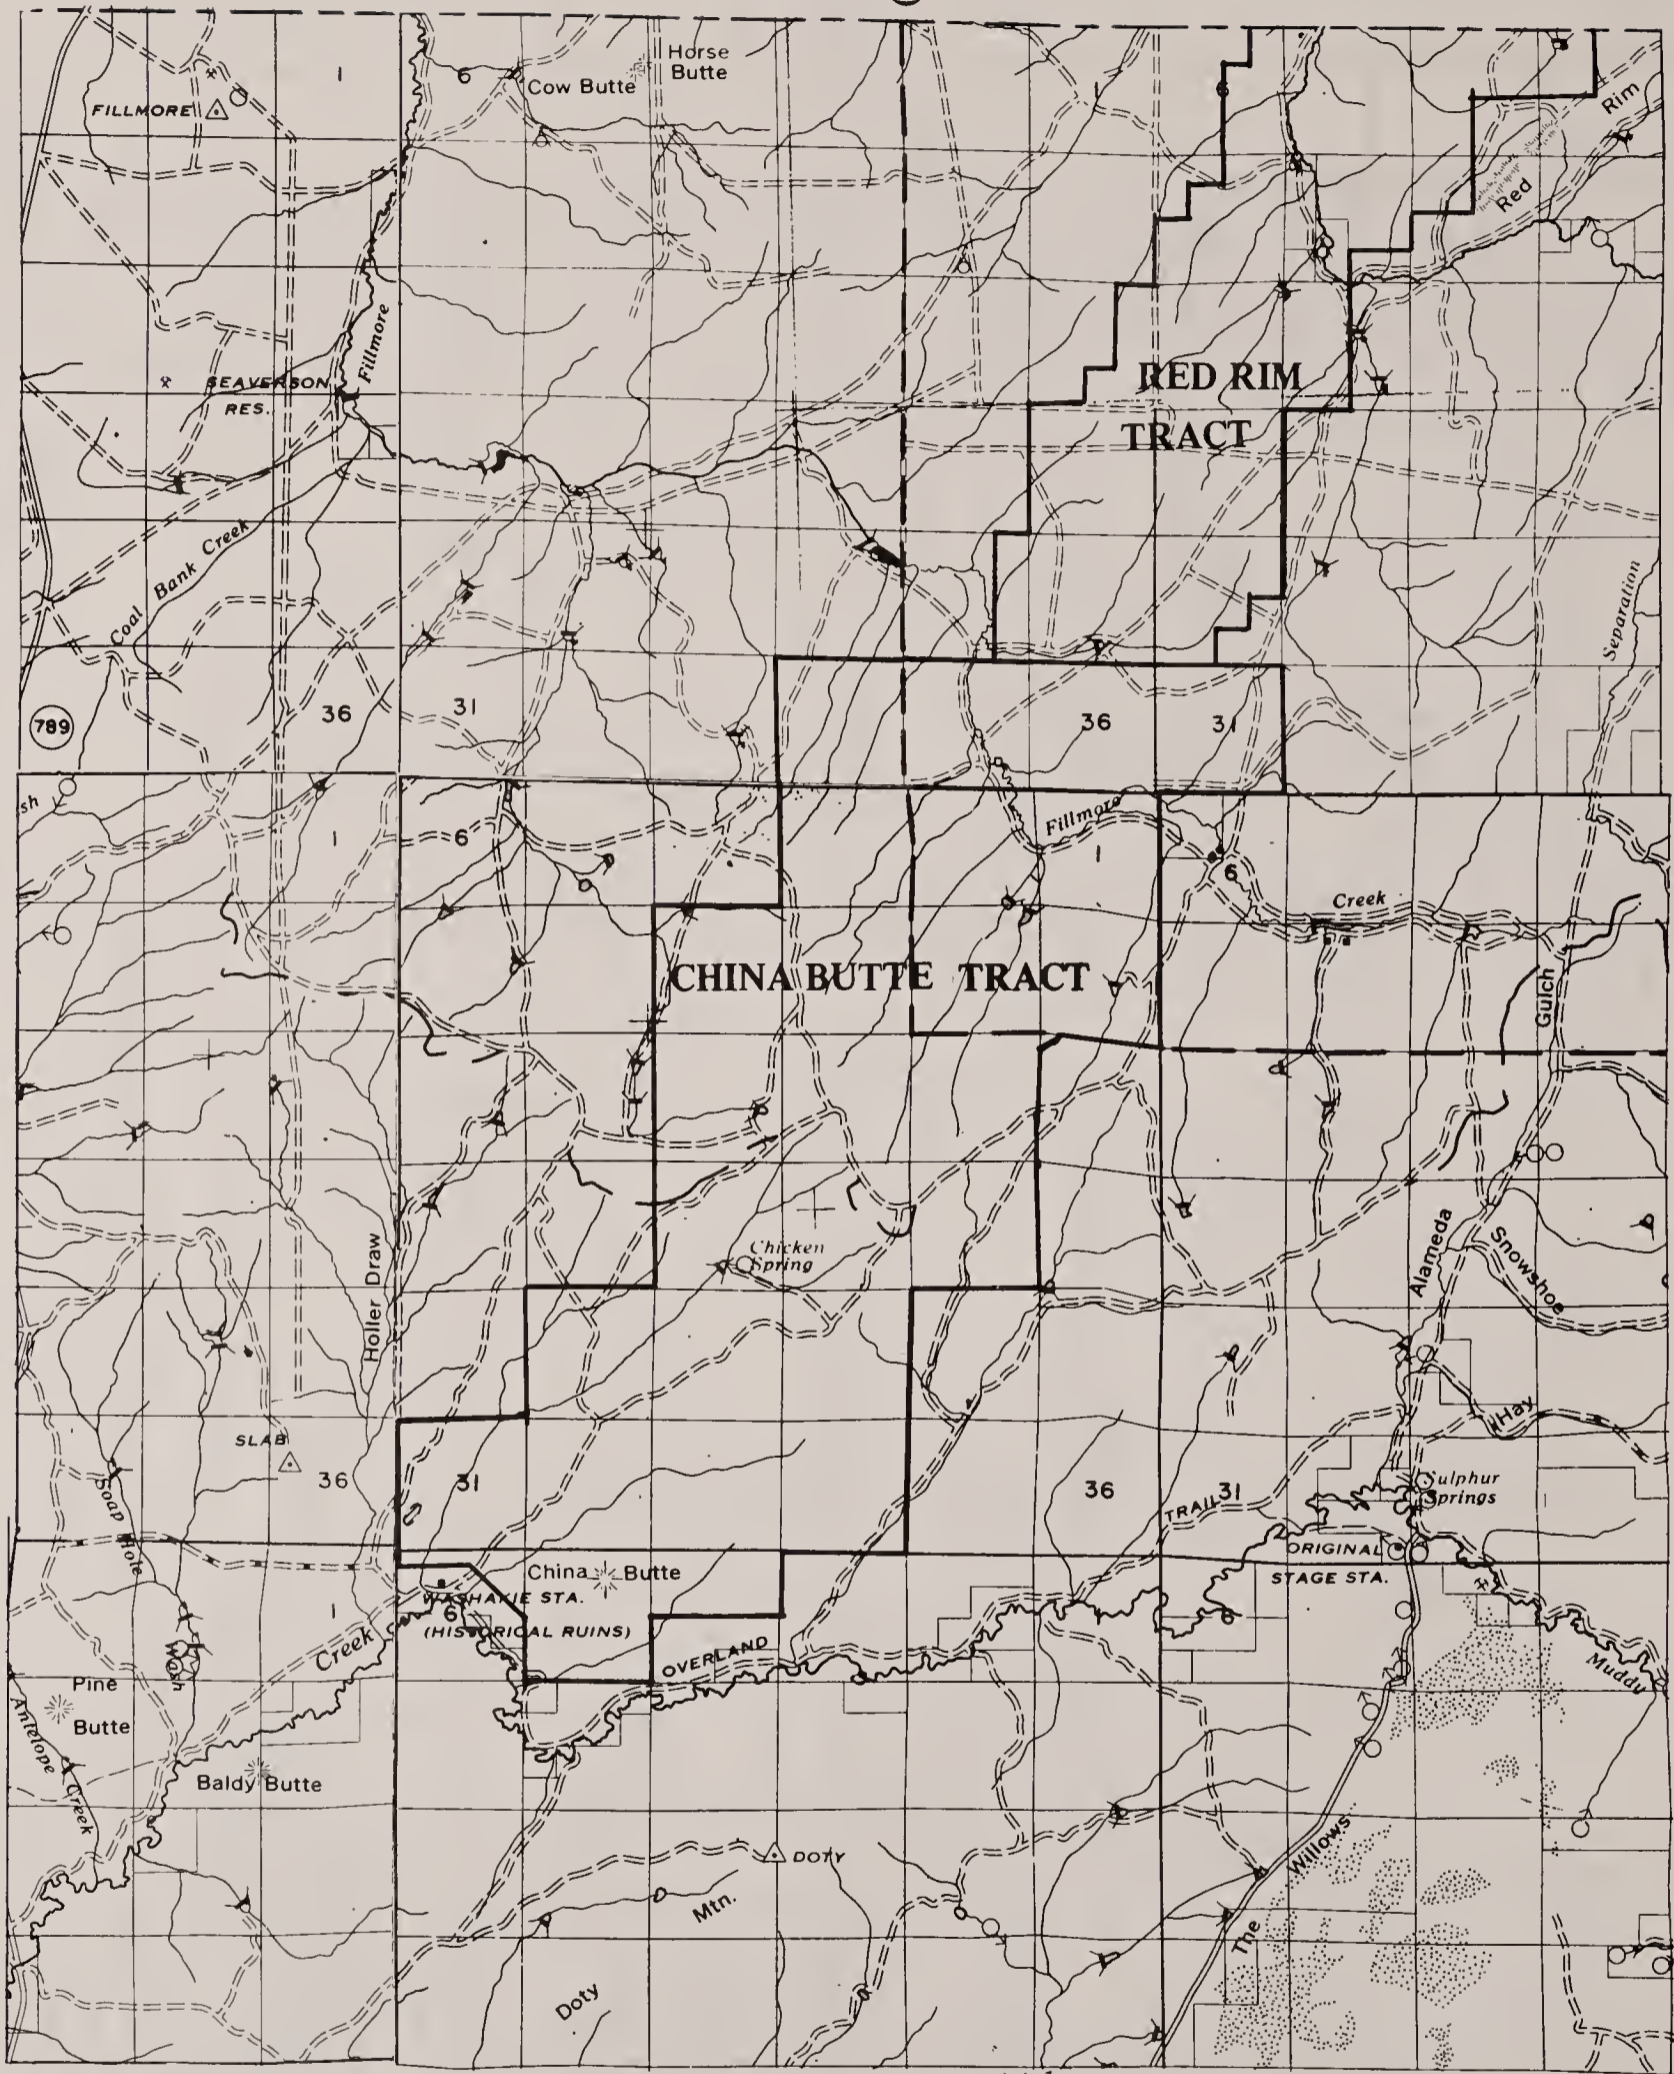 1
6
Horse
Butte
Cow Butte
FILLMORE
1
6
Rim
Red
Fillmore
SEAVERSON
RES.
RED RIM
TRACT
Coal Bank Creek
Separation
789
36
31
36
31
sh
1
6
Fillmore
1
6
Creek
CHINA BUTTE TRACT
Gulch
Holler Draw
Chicken
Spring
Alameda
Snowshoe
SLAB
36
31
36
31
Hay
Soap Hole
Wash
Sulphur
Springs
TRAIL
ORIGINAL
STAGE STA.
China Butte
WASHAKIE STA.
1
6
(HISTORICAL RUINS)
Creek
OVERLAND
Muddy
Pine
Butte
Antelope Creek
Baldy Butte
DOTY
Mtn.
Doty
The Willows